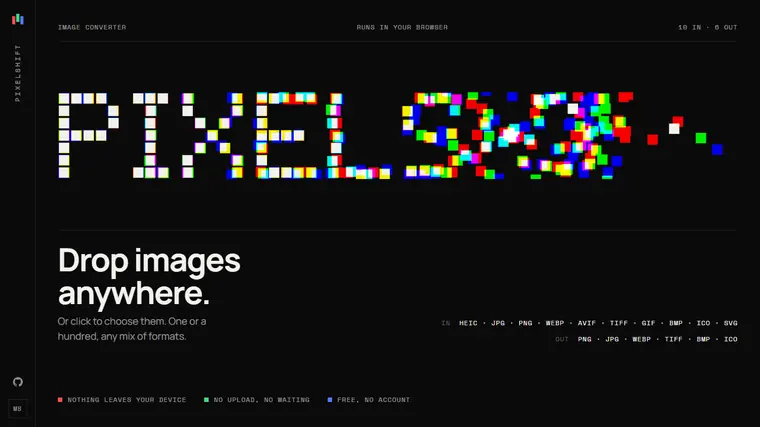 IMAGE CONVERTER
RUNS IN YOUR BROWSER
10 IN · 6 OUT
PIXELSHIFT
PIXEL
Drop images
anywhere.
Or click to choose them. One or a
hundred, any mix of formats.
IN HEIC · JPG · PNG · WEBP · AVIF · TIFF · GIF · BMP · ICO · SVG
OUT PNG · JPG · WEBP · TIFF · BMP · ICO
NOTHING LEAVES YOUR DEVICE
NO UPLOAD, NO WAITING
FREE, NO ACCOUNT